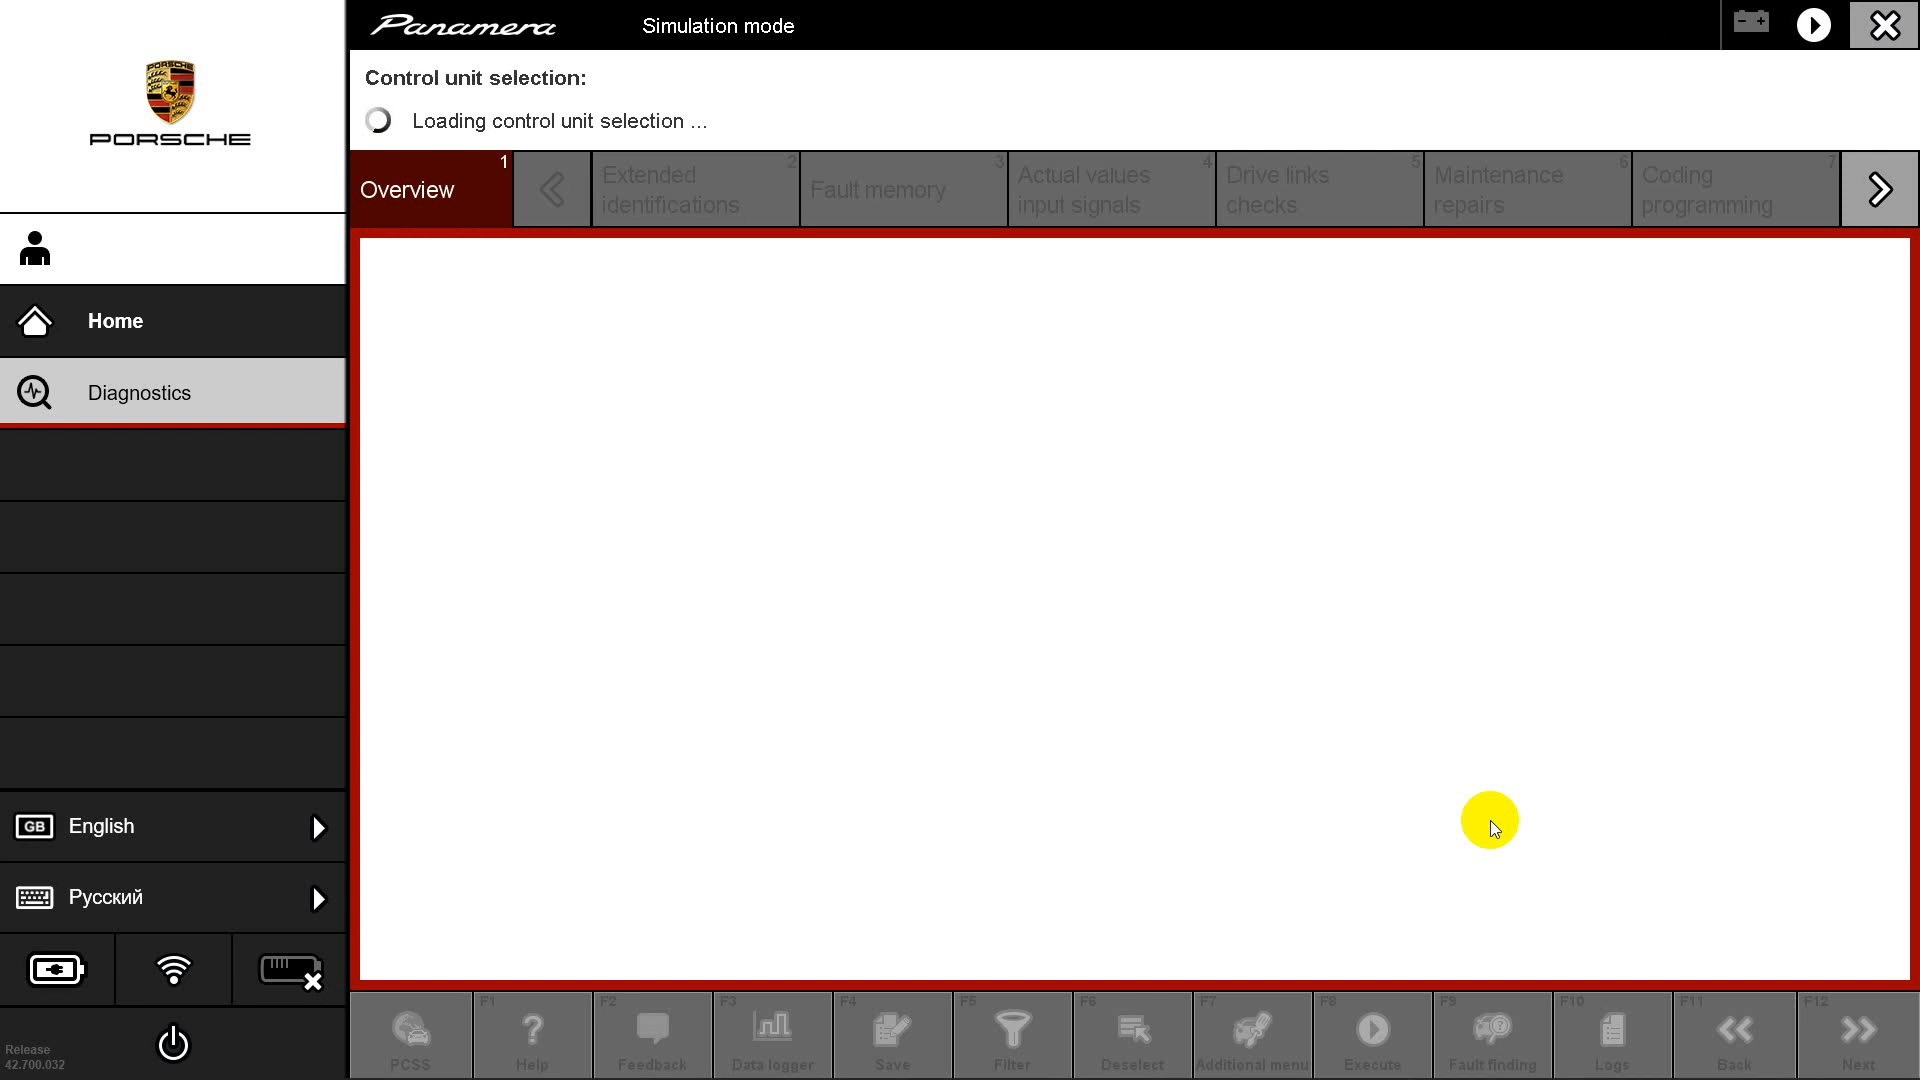 PORSCHE
PORSCHE
Panamera
Simulation mode
Control unit selection:
Loading control unit selection ...
Overview
1
Extended
identifications
2
Fault memory
3
Actual values
input signals
4
Drive links
checks
5
Maintenance
repairs
6
Coding
programming
7
Home
Diagnostics
GB English
Русский
Release
42.700.032
PCSS
F1
Help
F2
Feedback
F3
Data logger
F4
Save
F5
Filter
F6
Deselect
F7
Additional menu
F8
Execute
F9
Fault finding
F10
Logs
F11
Back
F12
Next